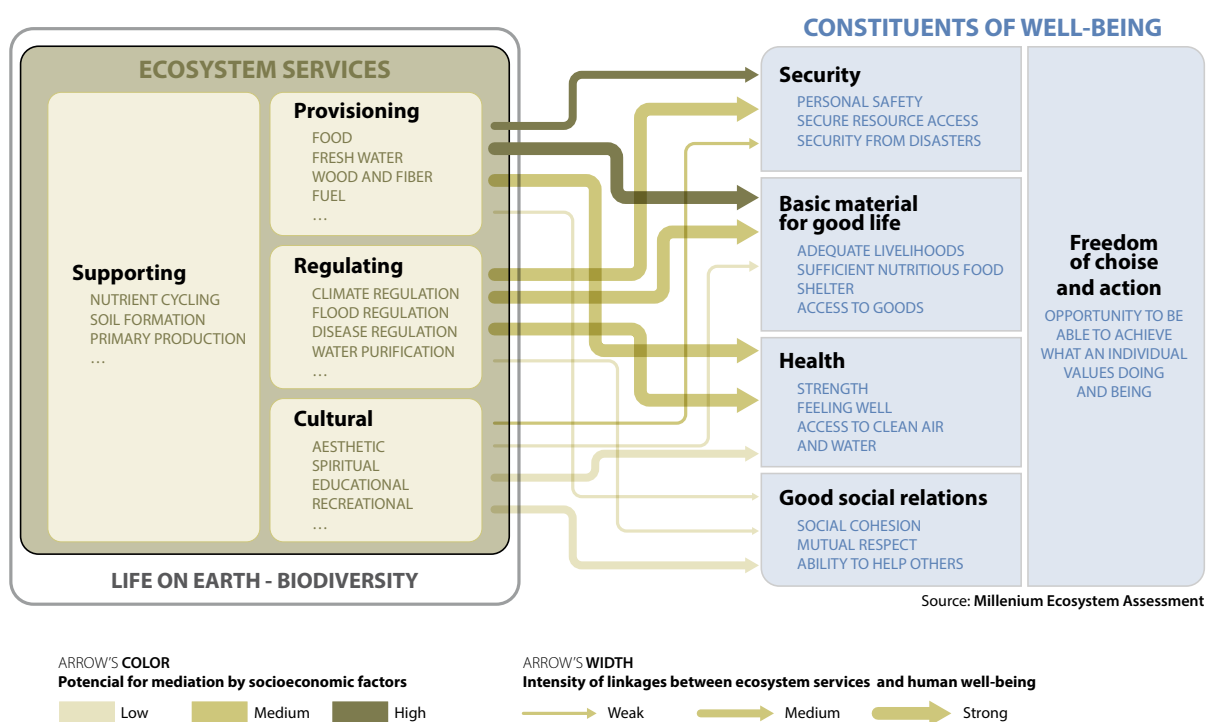 CONSTITUENTS OF WELL-BEING
ECOSYSTEM SERVICES
Supporting
NUTRIENT CYCLING
SOIL FORMATION
PRIMARY PRODUCTION
…
Provisioning
FOOD
FRESH WATER
WOOD AND FIBER
FUEL
…
Regulating
CLIMATE REGULATION
FLOOD REGULATION
DISEASE REGULATION
WATER PURIFICATION
…
Cultural
AESTHETIC
SPIRITUAL
EDUCATIONAL
RECREATIONAL
…
LIFE ON EARTH - BIODIVERSITY
Security
PERSONAL SAFETY
SECURE RESOURCE ACCESS
SECURITY FROM DISASTERS
Basic material
for good life
ADEQUATE LIVELIHOODS
SUFFICIENT NUTRITIOUS FOOD
SHELTER
ACCESS TO GOODS
Health
STRENGTH
FEELING WELL
ACCESS TO CLEAN AIR
AND WATER
Good social relations
SOCIAL COHESION
MUTUAL RESPECT
ABILITY TO HELP OTHERS
Freedom
of choise
and action
OPPORTUNITY TO BE
ABLE TO ACHIEVE
WHAT AN INDIVIDUAL
VALUES DOING
AND BEING
Source: Millenium Ecosystem Assessment
ARROW'S COLOR
Potencial for mediation by socioeconomic factors
Low
Medium
High
ARROW'S WIDTH
Intensity of linkages between ecosystem services and human well-being
Weak
Medium
Strong